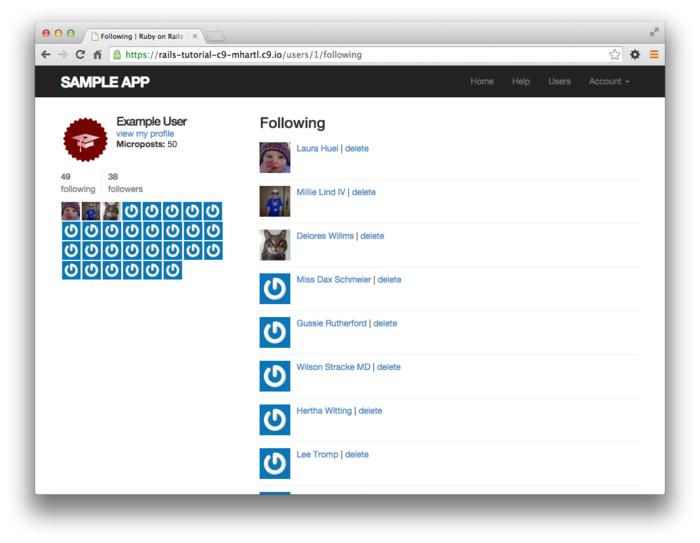 Following | Ruby on Rails
https://rails-tutorial-c9-mhartl.c9.io/users/1/following
SAMPLE APP
Home Help Users Account
Example User
view my profile
Microposts: 50
49 following
38 followers
Following
Laura Huel | delete
Millie Lind IV | delete
Delores Willms | delete
Miss Dax Schmeler | delete
Gussie Rutherford | delete
Wilson Stracke MD | delete
Hertha Witting | delete
Lee Tromp | delete